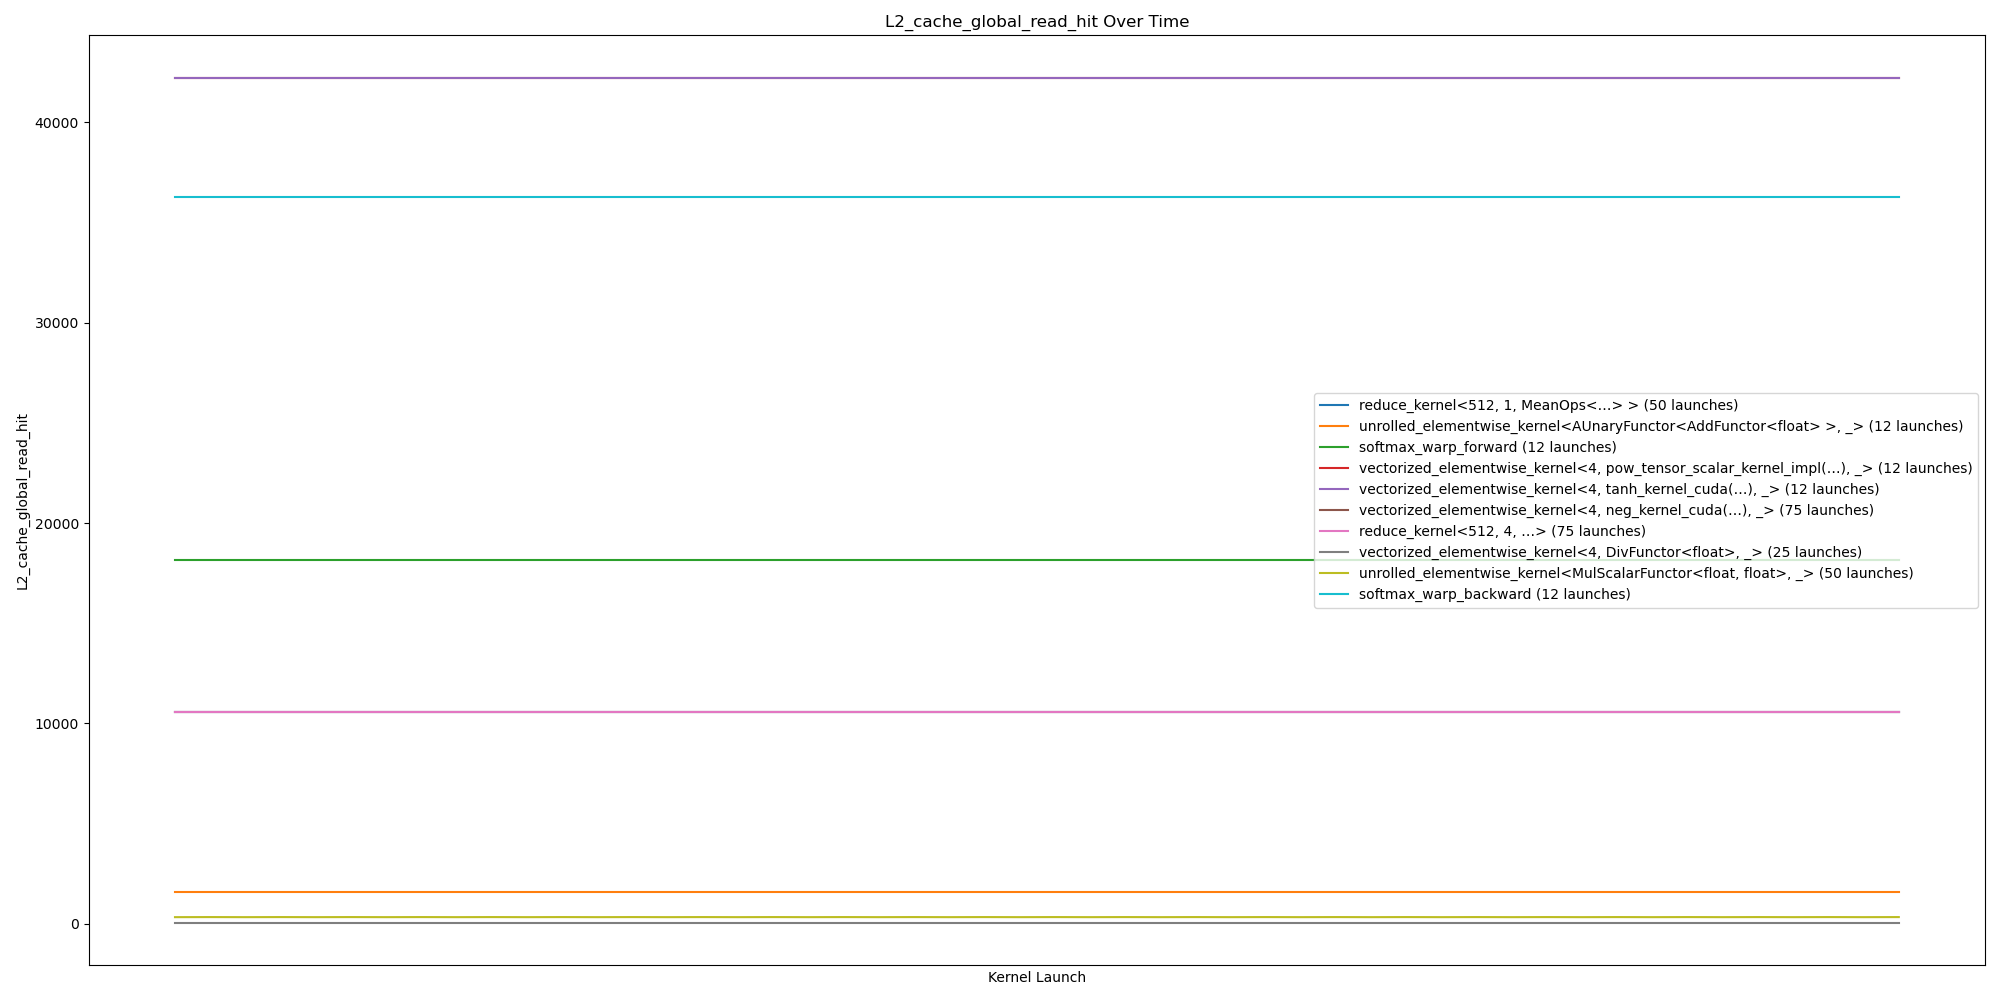 L2_cache_global_read_hit Over Time
L2_cache_global_read_hit
40000
30000
20000
10000
0
reduce_kernel<512, 1, MeanOps<...> > (50 launches)
unrolled_elementwise_kernel<AUnaryFunctor<AddFunctor<float> >, _> (12 launches)
softmax_warp_forward (12 launches)
vectorized_elementwise_kernel<4, pow_tensor_scalar_kernel_impl(...), _> (12 launches)
vectorized_elementwise_kernel<4, tanh_kernel_cuda(...), _> (12 launches)
vectorized_elementwise_kernel<4, neg_kernel_cuda(...), _> (75 launches)
reduce_kernel<512, 4, ...> (75 launches)
vectorized_elementwise_kernel<4, DivFunctor<float>, _> (25 launches)
unrolled_elementwise_kernel<MulScalarFunctor<float, float>, _> (50 launches)
softmax_warp_backward (12 launches)
Kernel Launch